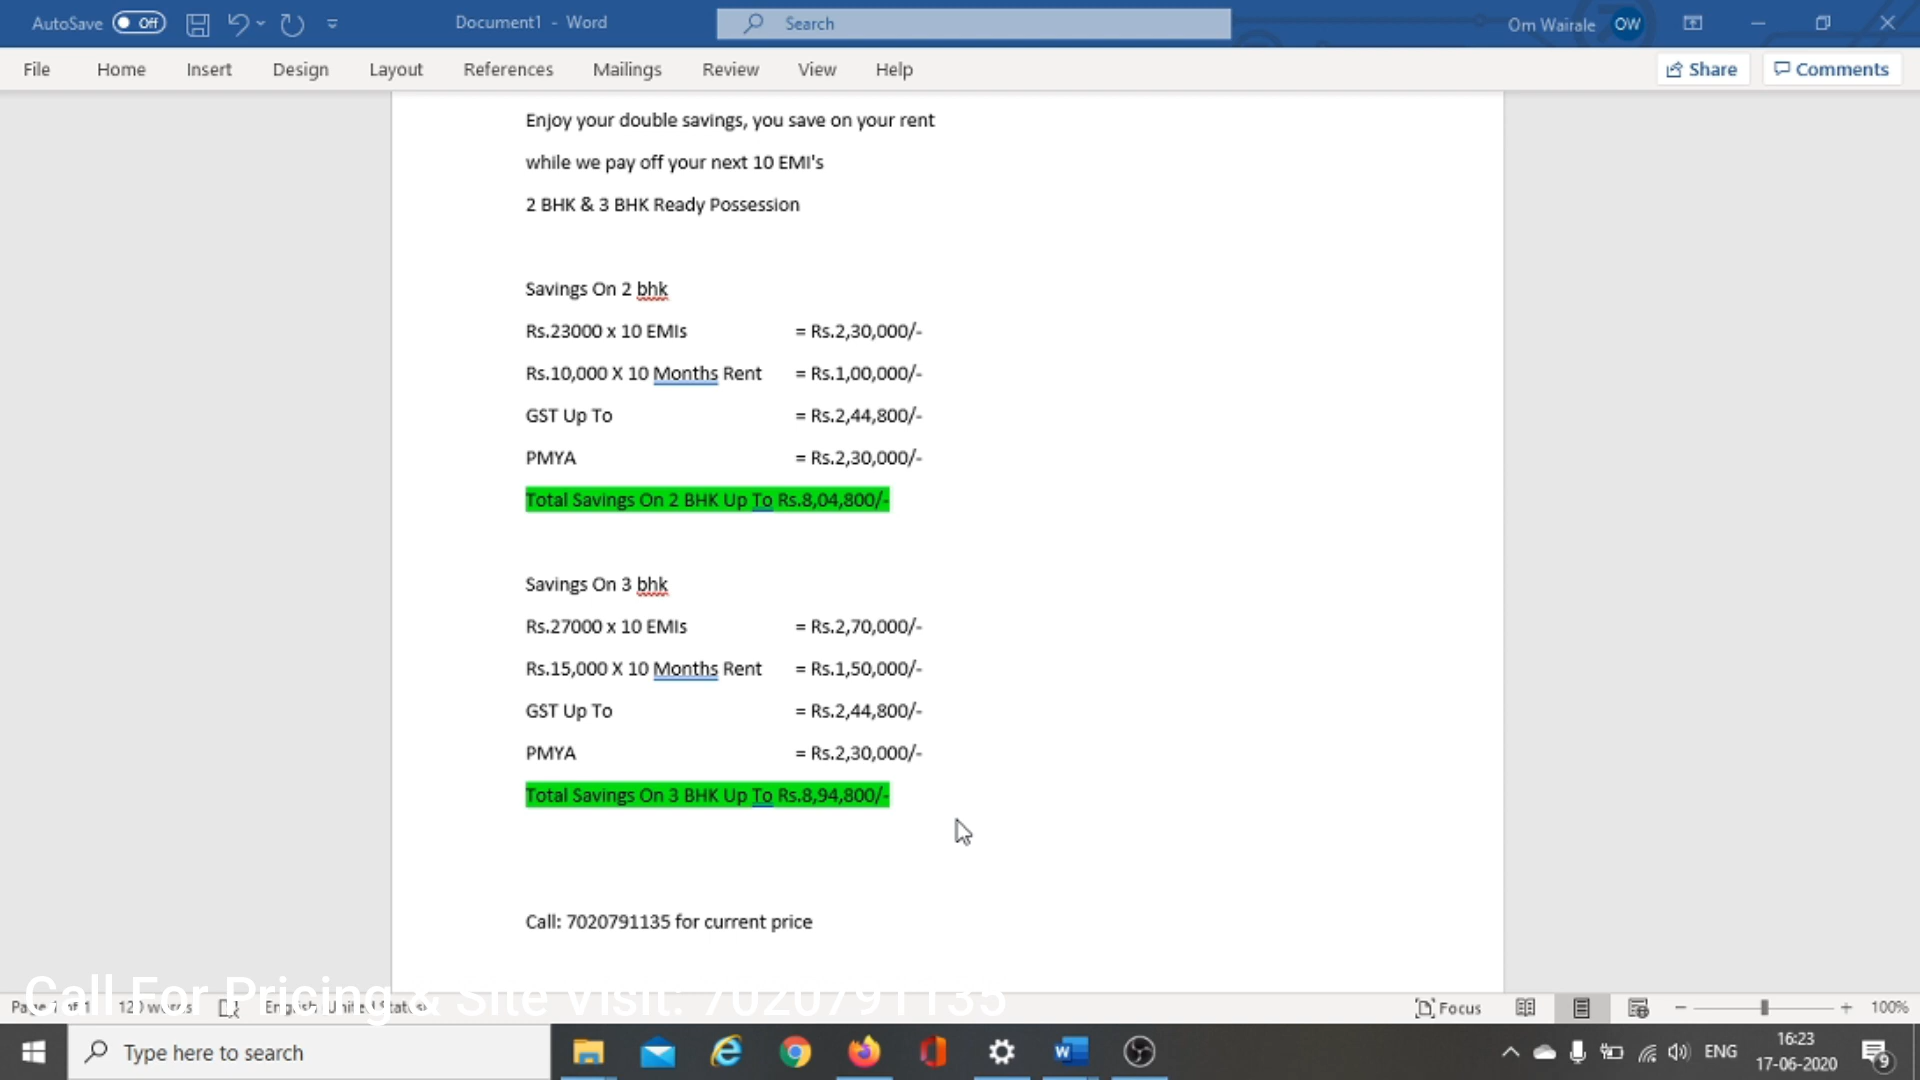 AutoSave Off Document1 - Word Search Om Wairale OW
File Home Insert Design Layout References Mailings Review View Help Share Comments
Enjoy your double savings, you save on your rent
while we pay off your next 10 EMI's
2 BHK & 3 BHK Ready Possession
Savings On 2 bhk
Rs.23000 x 10 EMIs = Rs.2,30,000/-
Rs.10,000 X 10 Months Rent = Rs.1,00,000/-
GST Up To = Rs.2,44,800/-
PMYA = Rs.2,30,000/-
Total Savings On 2 BHK Up To Rs.8,04,800/-
Savings On 3 bhk
Rs.27000 x 10 EMIs = Rs.2,70,000/-
Rs.15,000 X 10 Months Rent = Rs.1,50,000/-
GST Up To = Rs.2,44,800/-
PMYA = Rs.2,30,000/-
Total Savings On 3 BHK Up To Rs.8,94,800/-
Call: 7020791135 for current price
Call For Pricing & Site Visit: 7020791135
Focus 100%
Type here to search ENG 16:23
17-06-2020 9